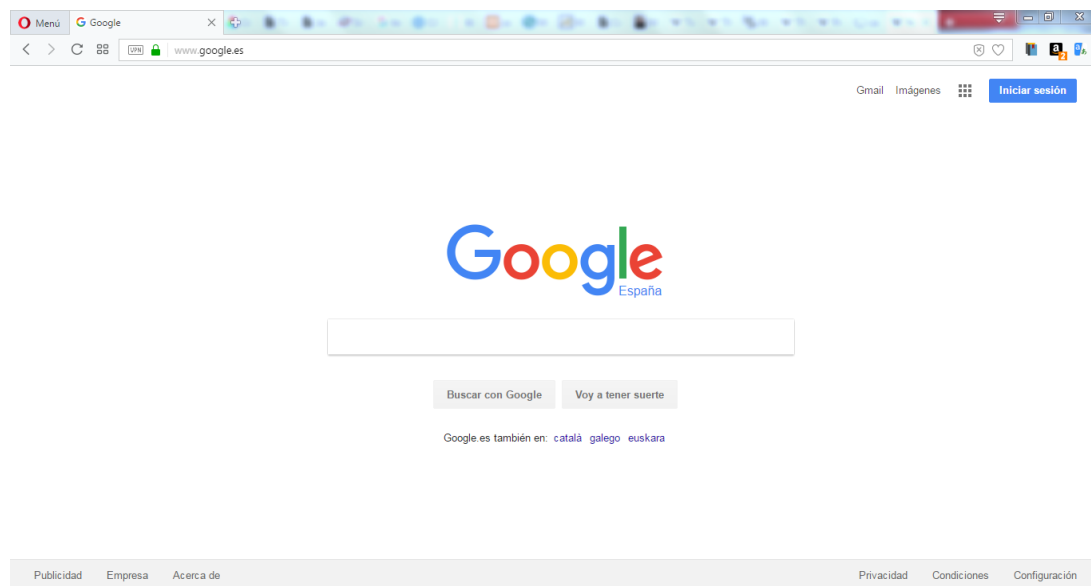 Menú Google
VPN www.google.es
Gmail Imágenes Iniciar sesión
Google
España
Buscar con Google Voy a tener suerte
Google.es también en: català galego euskara
Publicidad Empresa Acerca de Privacidad Condiciones Configuración